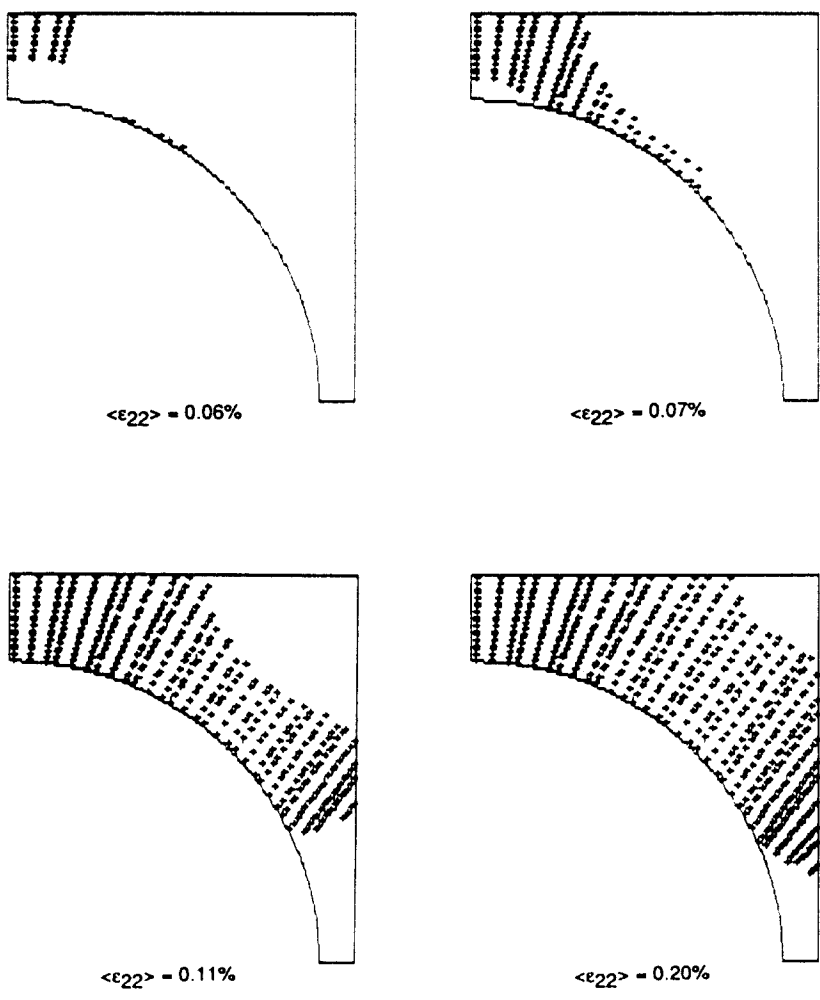 <ε22> = 0.06%
<ε22> = 0.07%
<ε22> = 0.11%
<ε22> = 0.20%